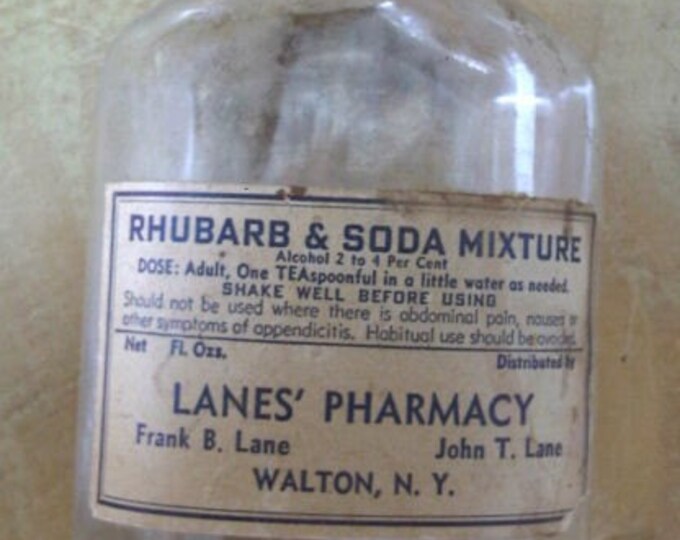 RHUBARB & SODA MIXTURE
Alcohol 2 to 4 Per Cent
DOSE: Adult, One TEAspoonful in a little water as needed.
SHAKE WELL BEFORE USING
Should not be used where there is abdominal pain, nausea or
other symptoms of appendicitis. Habitual use should be avoided.
Net Fl. Ozs.
Distributed by
LANES' PHARMACY
Frank B. Lane John T. Lane
WALTON, N. Y.